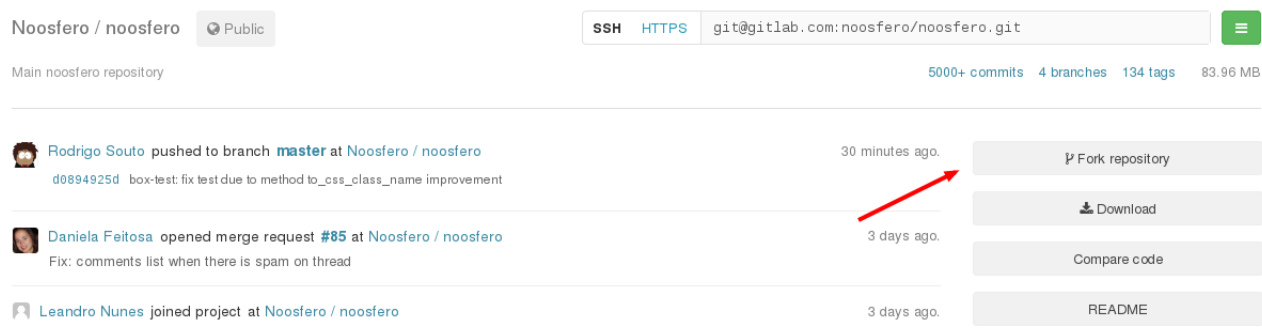 Noosfero / noosfero Public SSH HTTPS git@gitlab.com:noosfero/noosfero.git
Main noosfero repository 5000+ commits 4 branches 134 tags 83.96 MB
Rodrigo Souto pushed to branch master at Noosfero / noosfero 30 minutes ago.
d0894925d box-test: fix test due to method to_css_class_name improvement
Fork repository
Download
Daniela Feitosa opened merge request #85 at Noosfero / noosfero 3 days ago.
Fix: comments list when there is spam on thread
Compare code
Leandro Nunes joined project at Noosfero / noosfero 3 days ago.
README